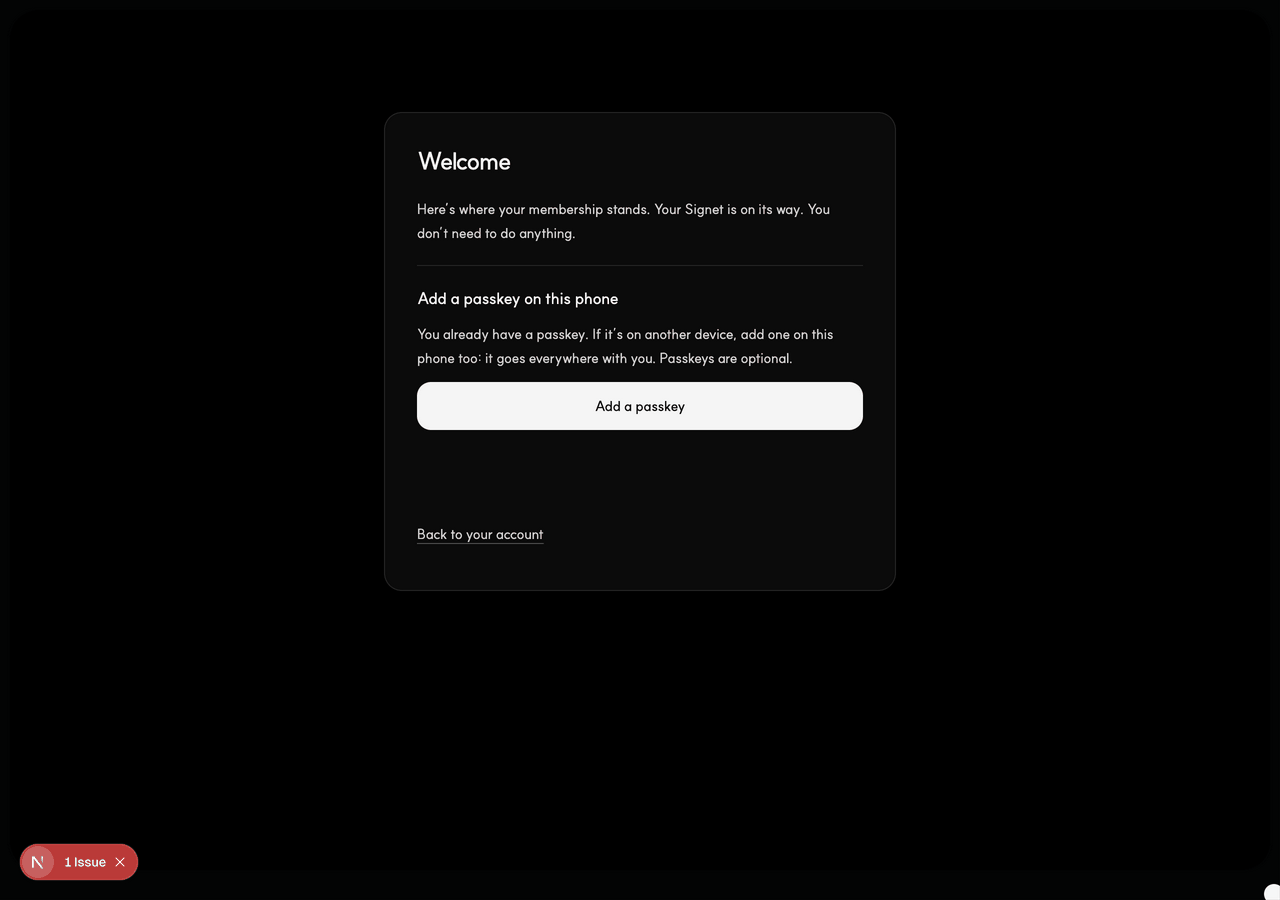 Welcome
Here's where your membership stands. Your Signet is on its way. You
don't need to do anything.
Add a passkey on this phone
You already have a passkey. If it's on another device, add one on this
phone too: it goes everywhere with you. Passkeys are optional.
Add a passkey
Back to your account
N 1 Issue